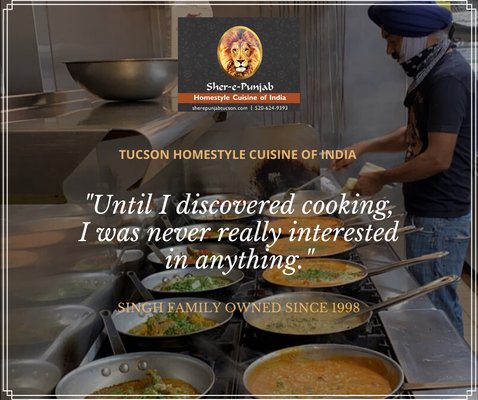 Sher-e-Punjab
Homestyle Cuisine of India
sherepunjabtucson.com | 520-624-9393
TUCSON HOMESTYLE CUISINE OF INDIA
"Until I discovered cooking,
I was never really interested
in anything."
SINGH FAMILY OWNED SINCE 1998